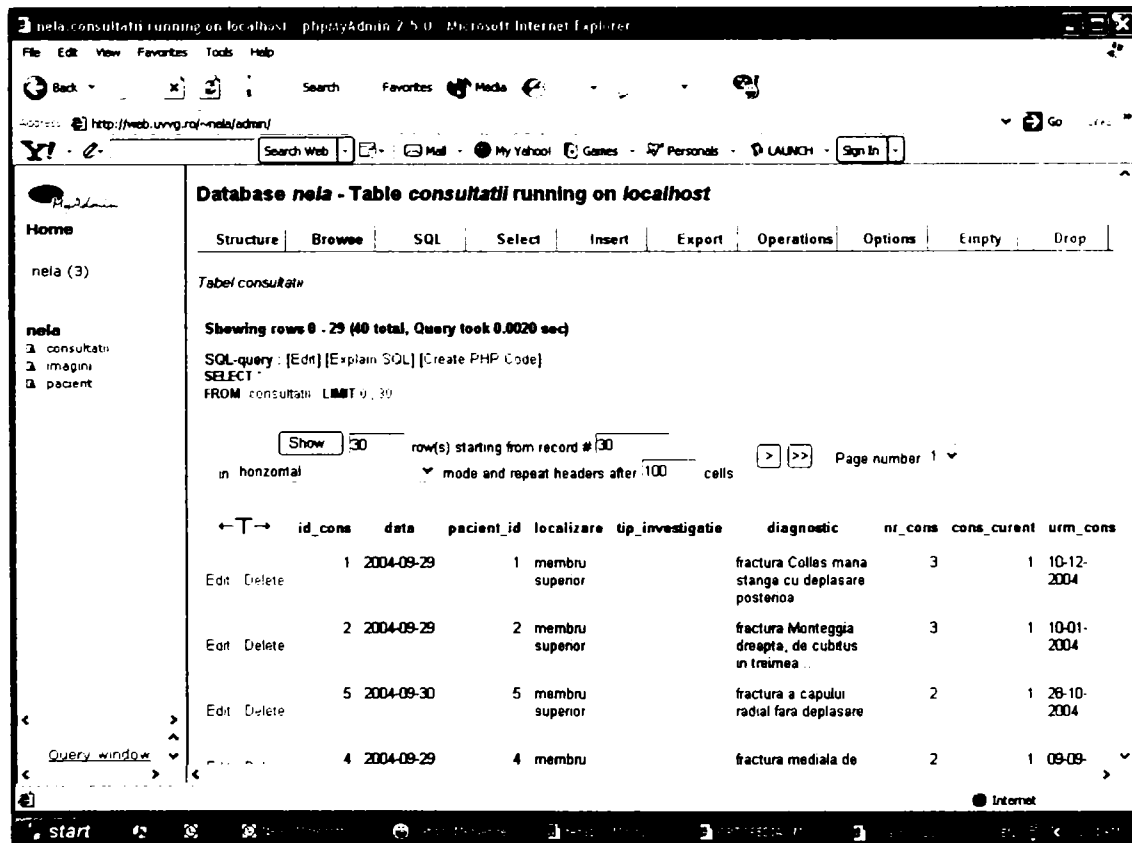 nela.consultatii running on localhost - phpMyAdmin 2.5.0 - Microsoft Internet Explorer
File Edit View Favorites Tools Help
Back Search Favorites Media
Address http://web.uvvg.ro/~nela/admin/ Go
Y! Search Web Mail My Yahoo! Games Personals LAUNCH Sign In
Database nela - Table consultatii running on localhost
Home
Structure Browse SQL Select Insert Export Operations Options Empty Drop
nela (3)
Tabel consultatii
nela
consultatii
imagini
pacient
Showing rows 0 - 29 (40 total, Query took 0.0020 sec)
SQL-query : [Edit] [Explain SQL] [Create PHP Code]
SELECT *
FROM consultatii LIMIT 0 , 30
Show 30 row(s) starting from record # 30
in horizontal mode and repeat headers after 100 cells
> >> Page number 1
←T→ id_cons data pacient_id localizare tip_investigatie diagnostic nr_cons cons_curent urm_cons
Edit Delete 1 2004-09-29 1 membru superior fractura Colles mana stanga cu deplasare posterioa 3 1 10-12-2004
Edit Delete 2 2004-09-29 2 membru superior fractura Monteggia dreapta, de cubitus in treimea ... 3 1 10-01-2004
Edit Delete 5 2004-09-30 5 membru superior fractura a capului radial fara deplasare 2 1 26-10-2004
4 2004-09-29 4 membru fractura mediala de 2 1 09-09-
Query window
Internet
start